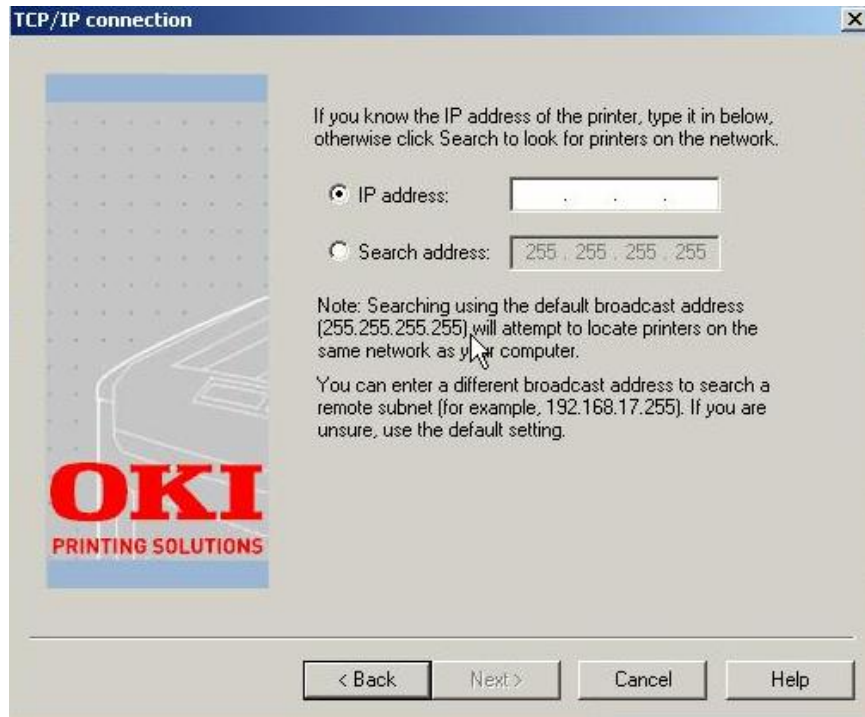 TCP/IP connection
If you know the IP address of the printer, type it in below,
otherwise click Search to look for printers on the network.
IP address: . . .
Search address: 255 . 255 . 255 . 255
Note: Searching using the default broadcast address
(255.255.255.255) will attempt to locate printers on the
same network as your computer.
You can enter a different broadcast address to search a
remote subnet (for example, 192.168.17.255). If you are
unsure, use the default setting.
OKI
PRINTING SOLUTIONS
< Back Next > Cancel Help